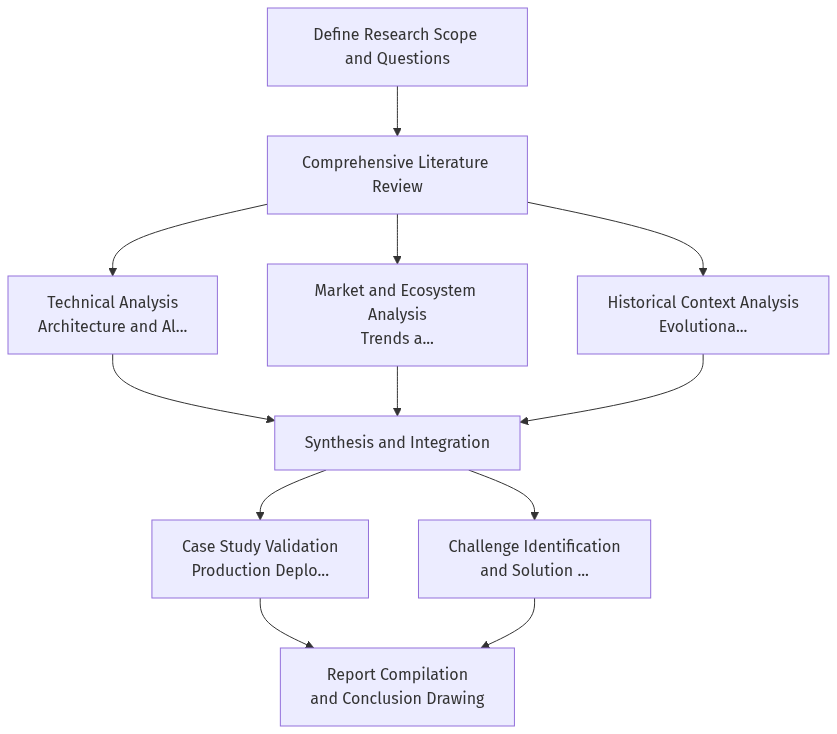 Define Research Scope
and Questions
Comprehensive Literature
Review
Technical Analysis
Architecture and Al...
Market and Ecosystem
Analysis
Trends a...
Historical Context Analysis
Evolutiona...
Synthesis and Integration
Case Study Validation
Production Deplo...
Challenge Identification
and Solution ...
Report Compilation
and Conclusion Drawing